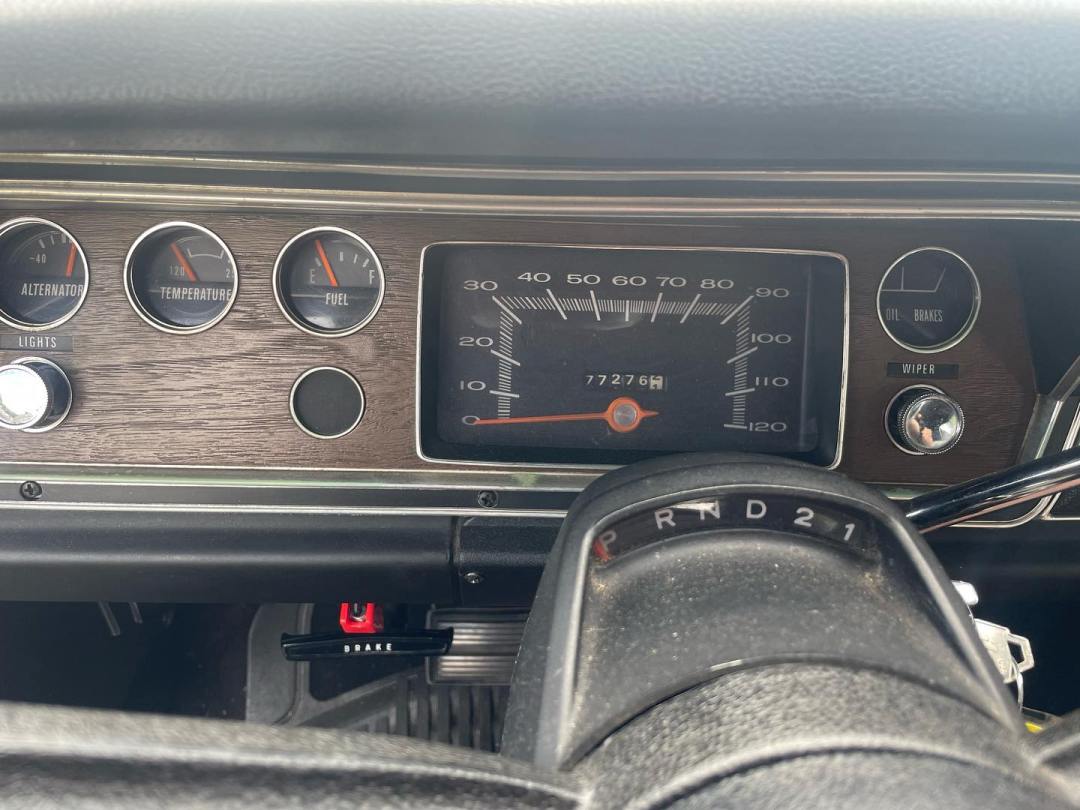 -40
ALTERNATOR
120
TEMPERATURE
E F
FUEL
LIGHTS
0 10 20 30 40 50 60 70 80 90 100 110 120
77276
OIL BRAKES
WIPER
P R N D 2 1
BRAKE